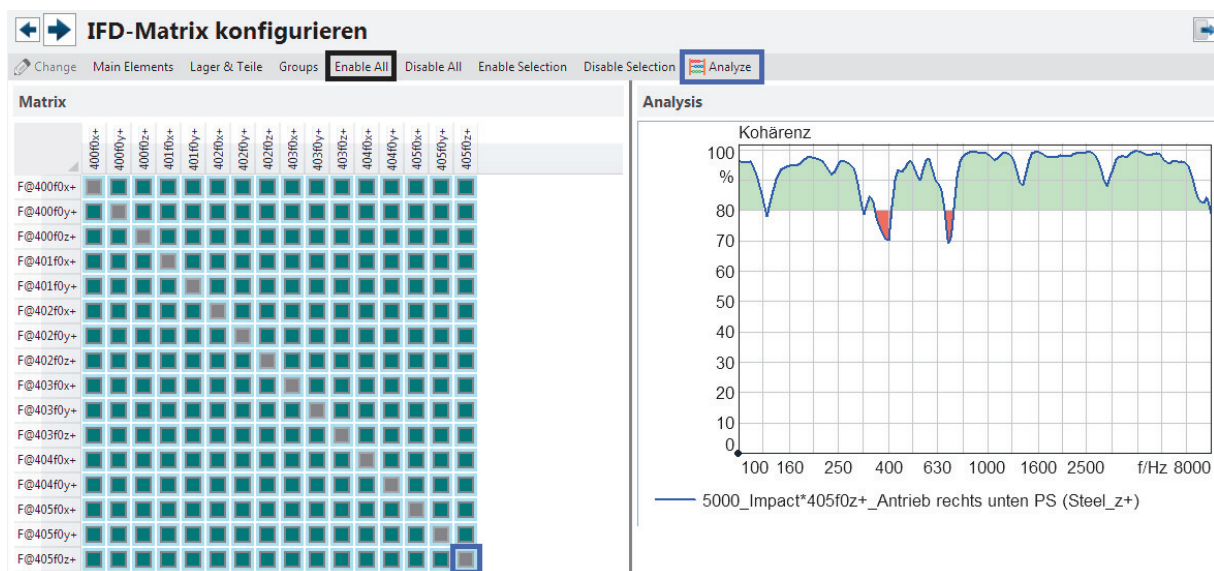 IFD-Matrix konfigurieren
Change Main Elements Lager & Teile Groups Enable All Disable All Enable Selection Disable Selection Analyze
Matrix
400f0x+ 400f0y+ 400f0z+ 401f0x+ 401f0y+ 402f0x+ 402f0y+ 402f0z+ 403f0x+ 403f0y+ 403f0z+ 404f0x+ 404f0y+ 405f0x+ 405f0y+ 405f0z+
F@400f0x+
F@400f0y+
F@400f0z+
F@401f0x+
F@401f0y+
F@402f0x+
F@402f0y+
F@402f0z+
F@403f0x+
F@403f0y+
F@403f0z+
F@404f0x+
F@404f0y+
F@405f0x+
F@405f0y+
F@405f0z+
Analysis
Kohärenz
100
%
80
70
60
50
40
30
20
10
0
100 160 250 400 630 1000 1600 2500 f/Hz 8000
5000_Impact*405f0z+_Antrieb rechts unten PS (Steel_z+)